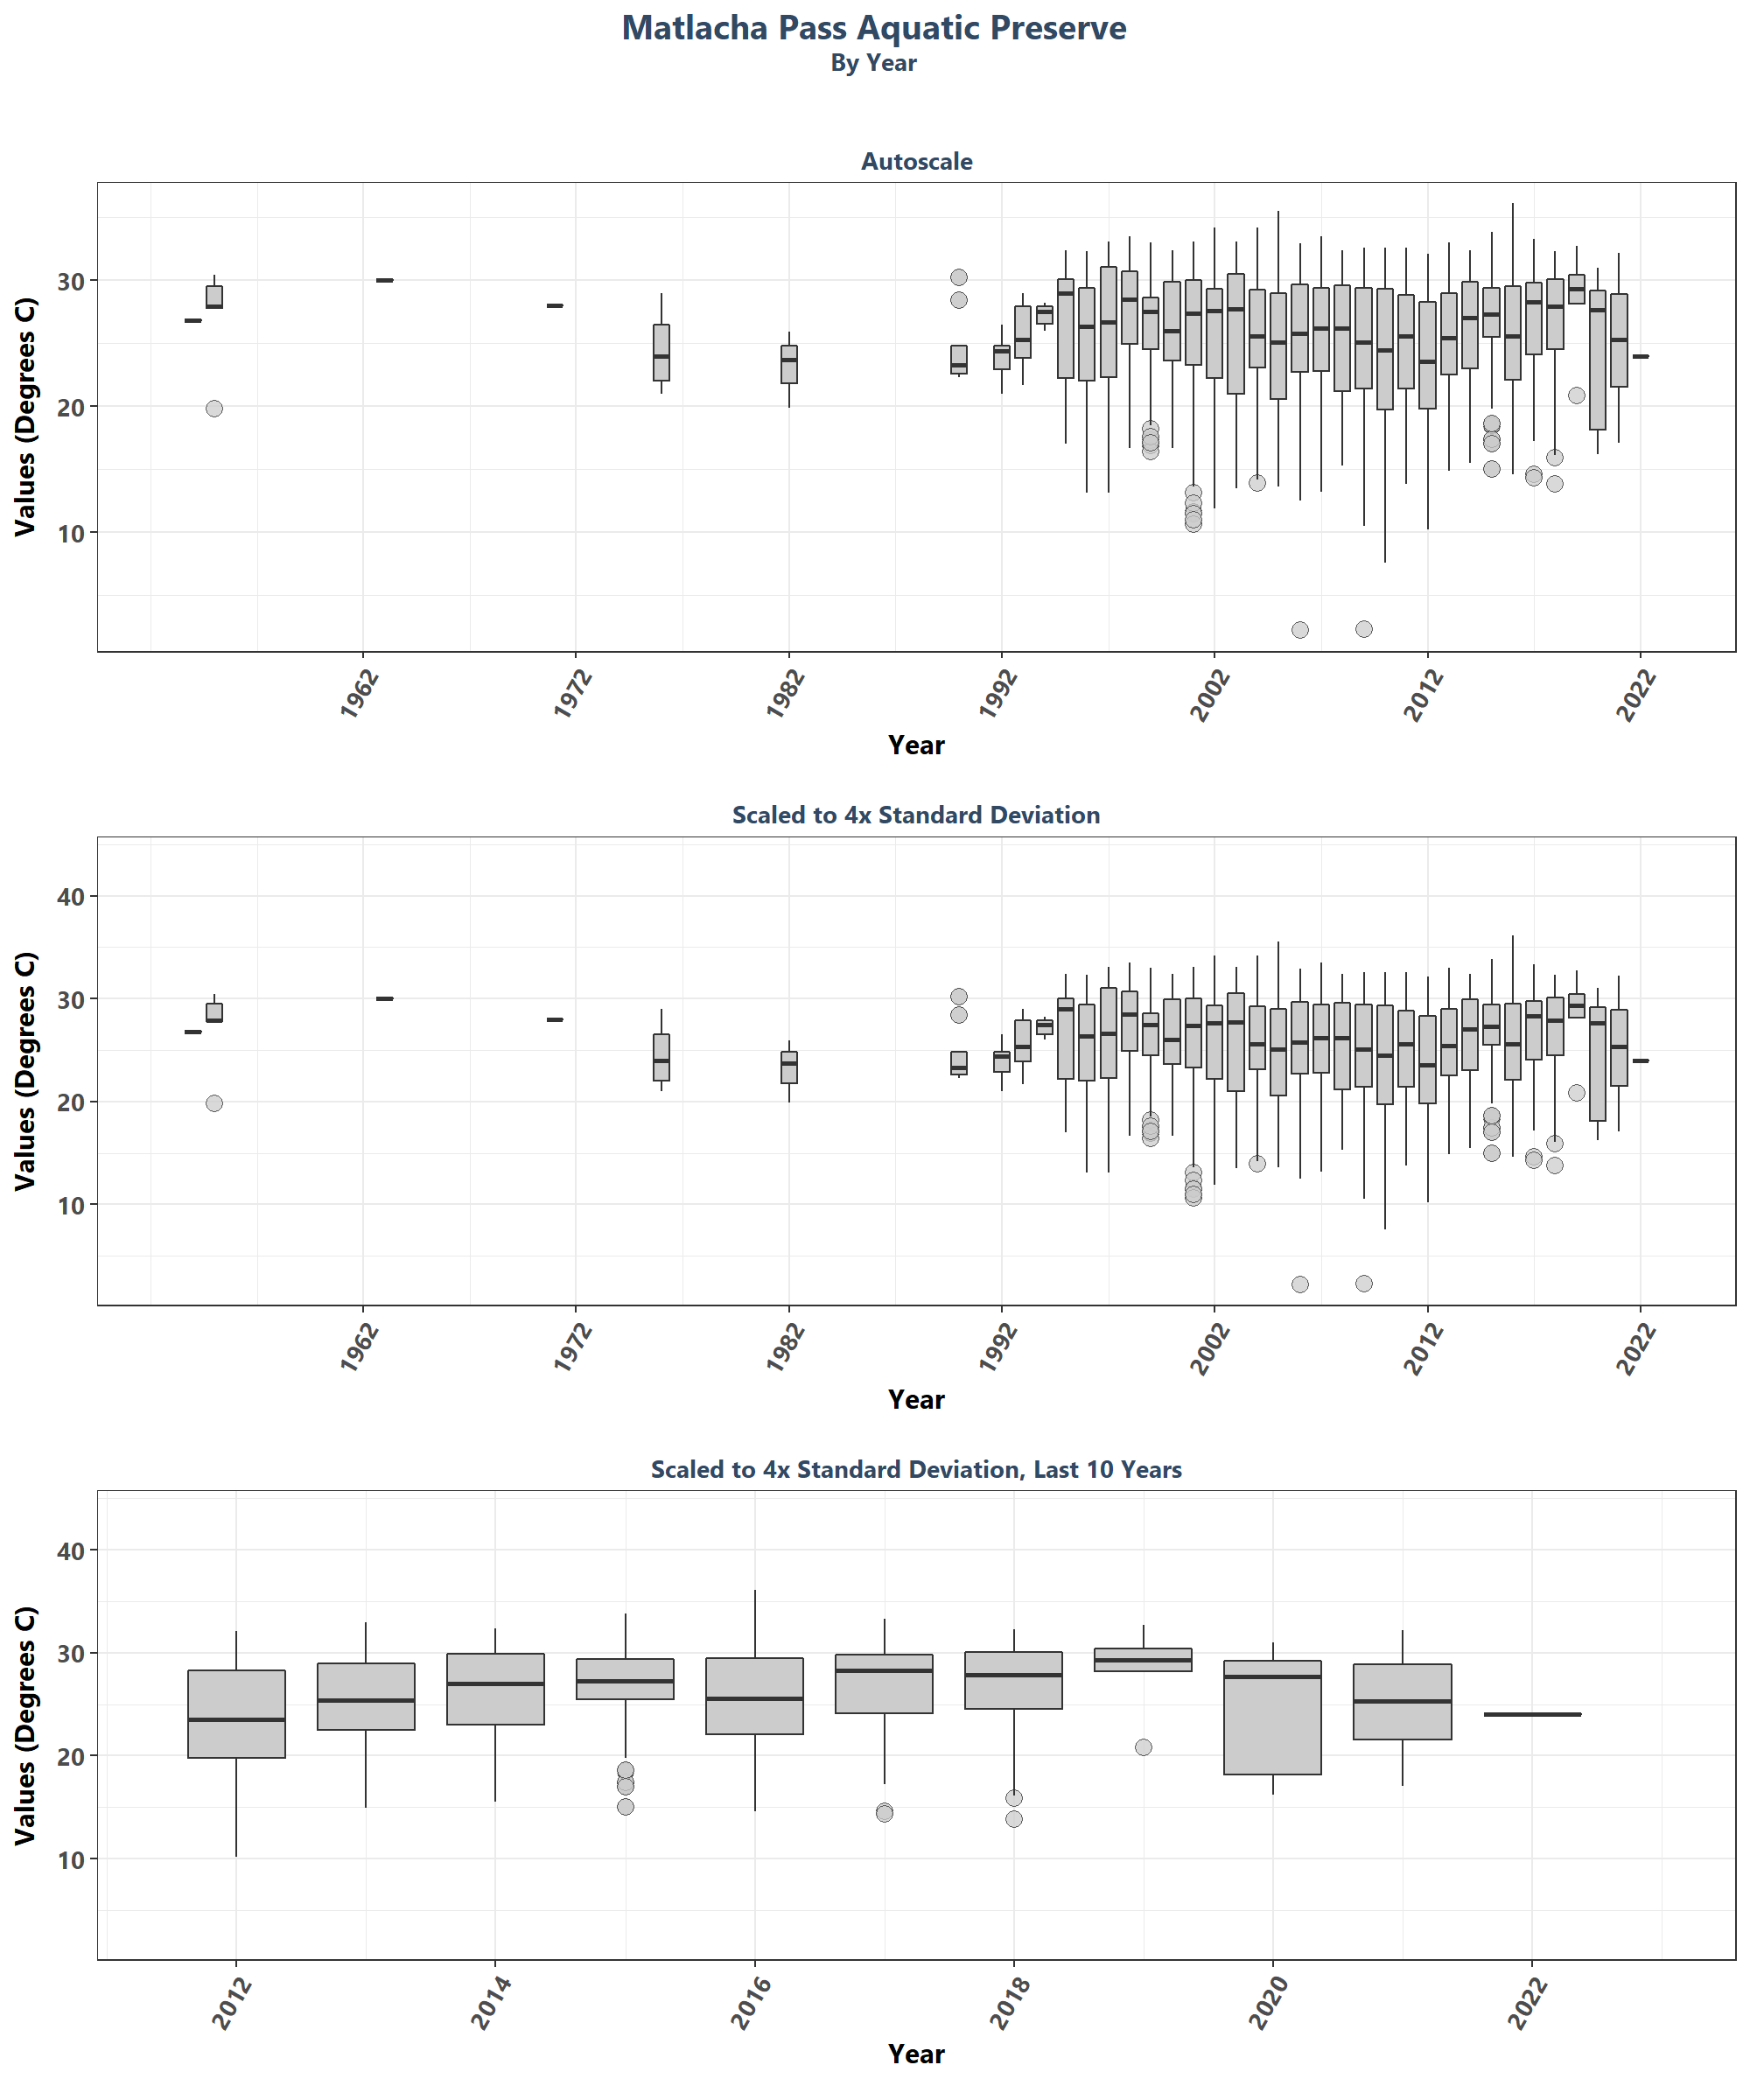 Matlacha Pass Aquatic Preserve
By Year
Autoscale
Values (Degrees C)
30
20
10
1962 1972 1982 1992 2002 2012 2022
Year
Scaled to 4x Standard Deviation
Values (Degrees C)
40
30
20
10
1962 1972 1982 1992 2002 2012 2022
Year
Scaled to 4x Standard Deviation, Last 10 Years
Values (Degrees C)
40
30
20
10
2012 2014 2016 2018 2020 2022
Year